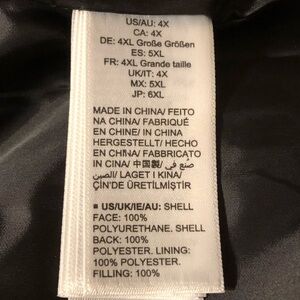 US/AU: 4X
CA: 4X
DE: 4XL Große Größen
ES: 5XL
FR: 4XL Grande taille
UK/IT: 4X
MX: 5XL
JP: 6XL
MADE IN CHINA/ FEITO
NA CHINA/ FABRIQUÉ
EN CHINE/ IN CHINA
HERGESTELLT/ HECHO
EN CHINA/ FABBRICATO
IN CINA/ 中国製/ صنع في
الصين/ LAGET I KINA/
ÇİN'DE ÜRETİLMİŞTİR
■ US/UK/IE/AU: SHELL
FACE: 100%
POLYURETHANE. SHELL
BACK: 100%
POLYESTER. LINING:
100% POLYESTER.
FILLING: 100%